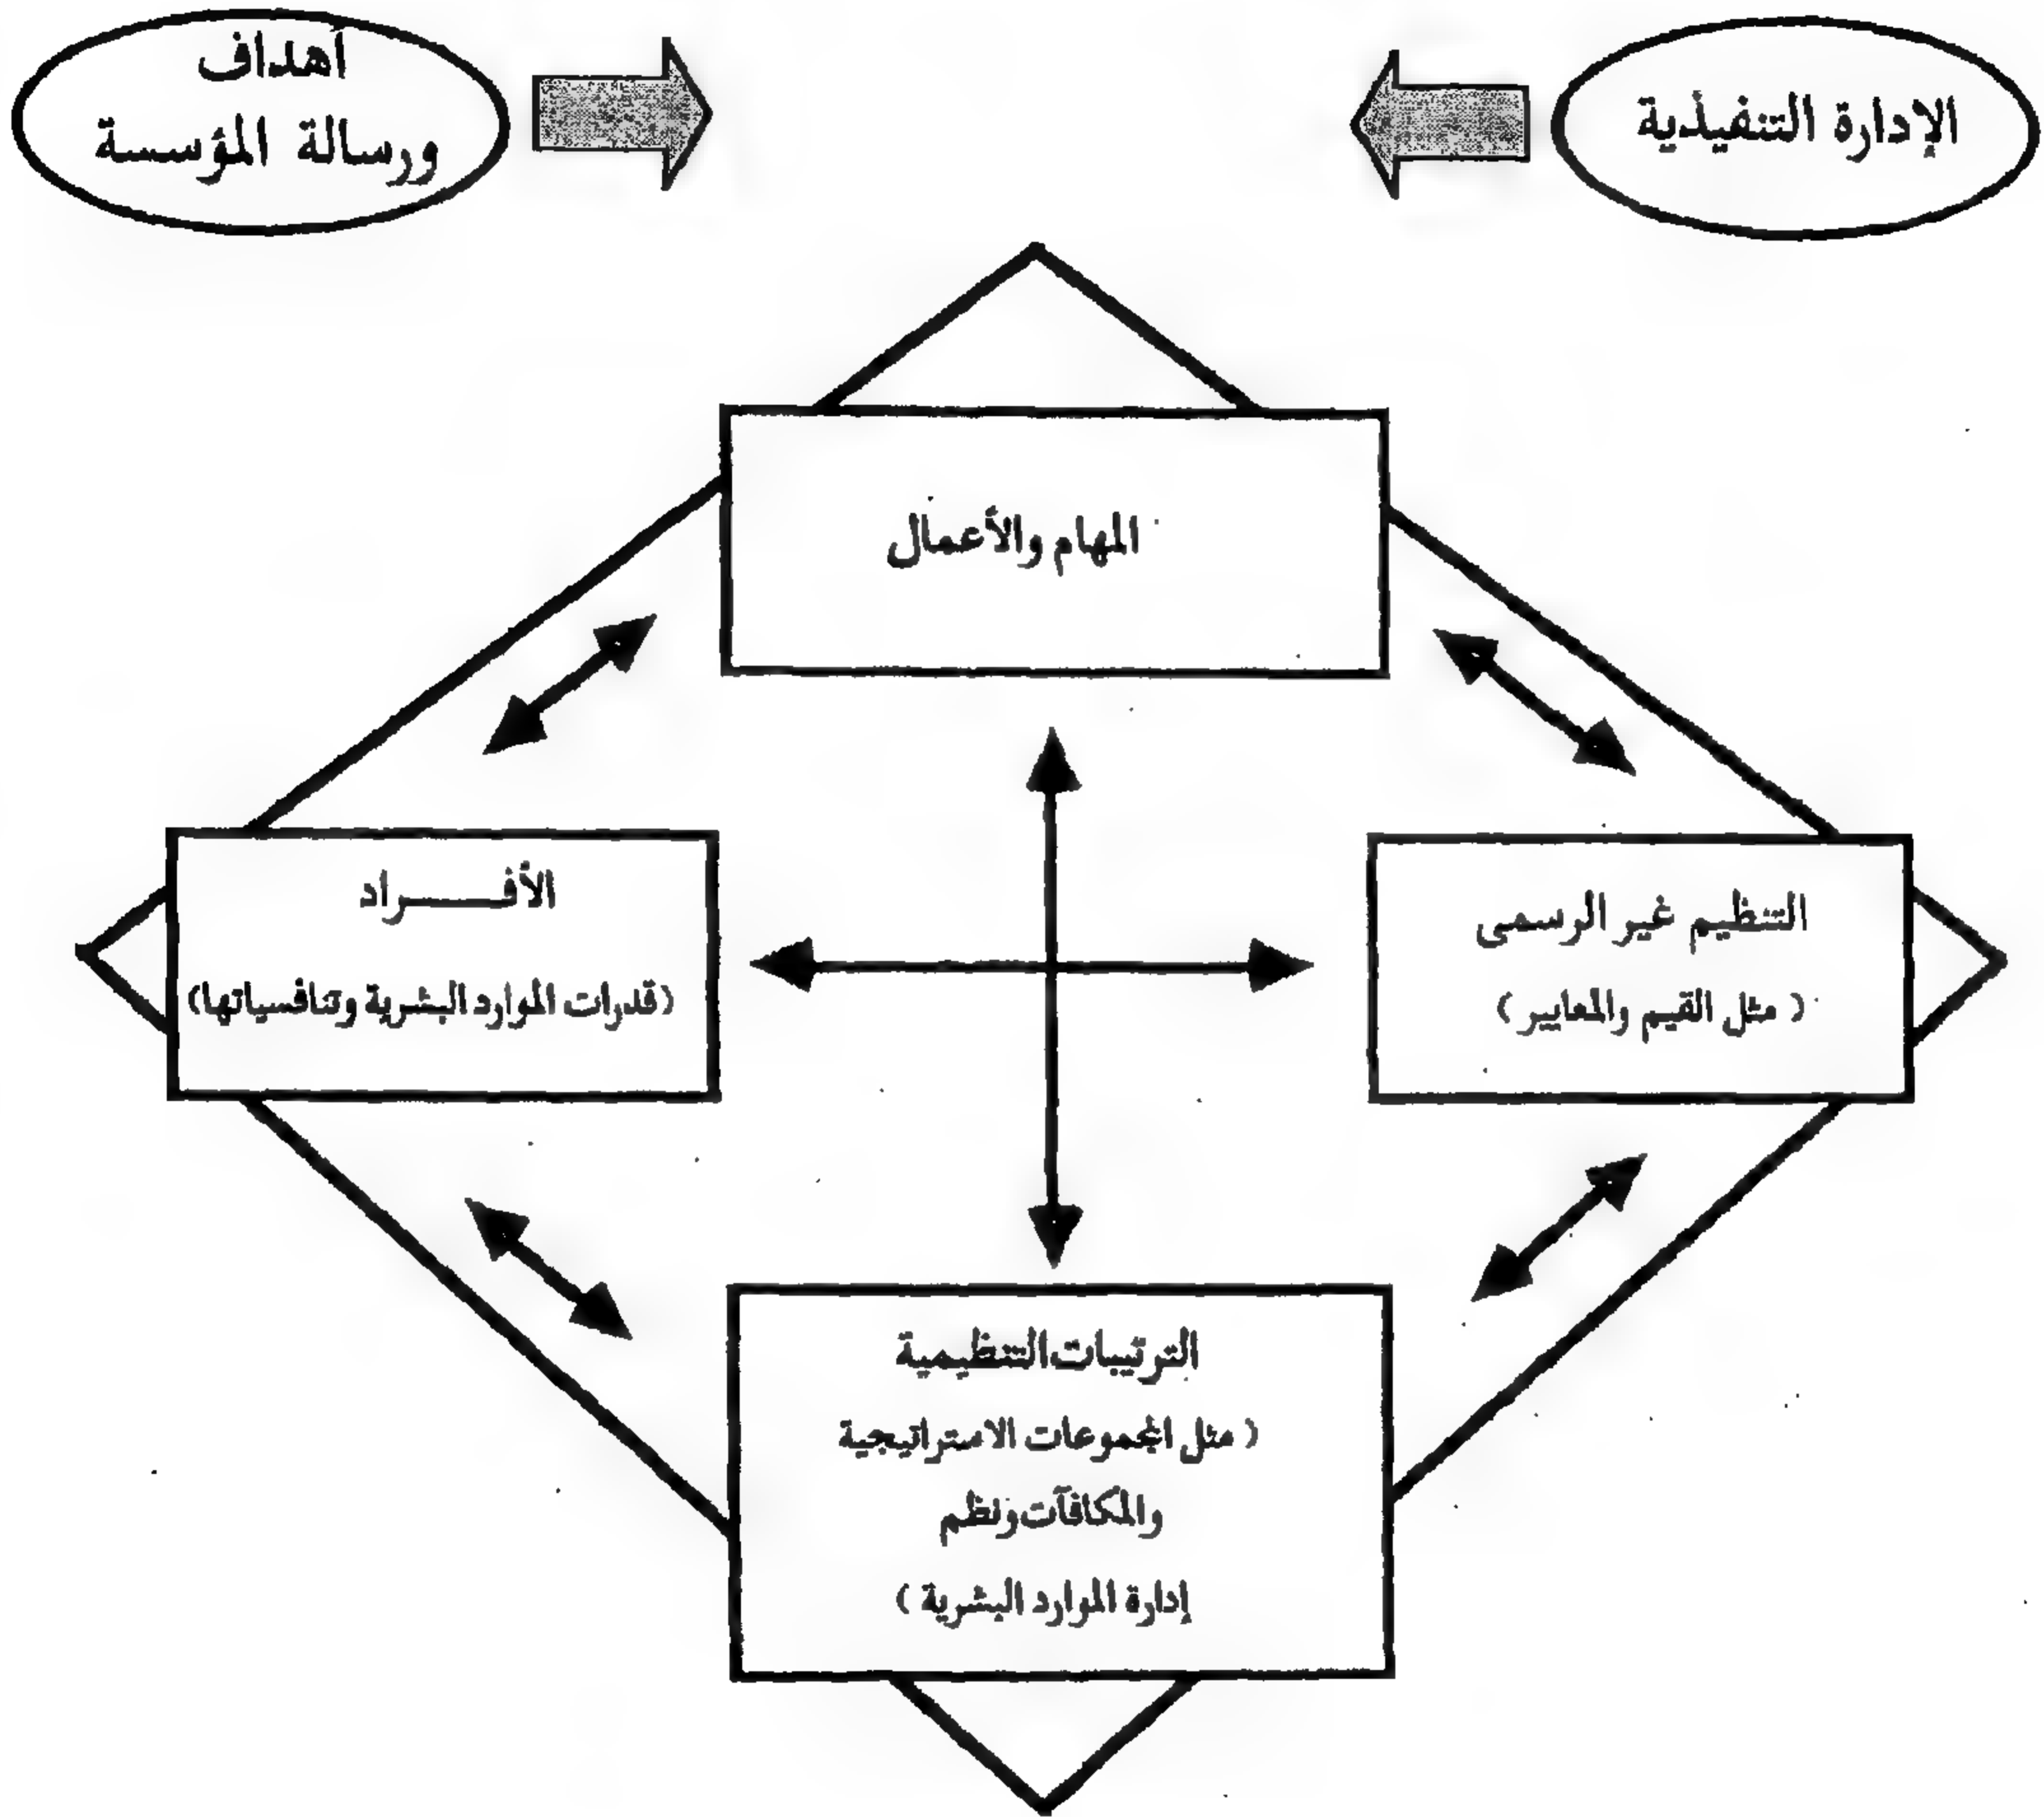 الإدارة التنفيذية
أهداف
ورسالة المؤسسة
المهام والأعمال
التنظيم غير الرسمى
( مثل القيم والمعايير )
الأفـــــراد
(قدرات الموارد البشرية وتنافسياتها)
الترتيبات التنظيمية
( مثل المجموعات الاستراتيجية
والمكافآت ونظم
إدارة الموارد البشرية )